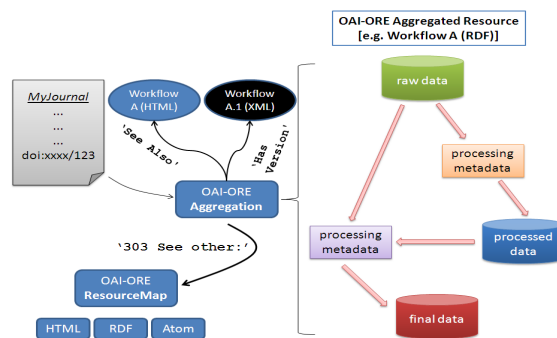 OAI-ORE Aggregated Resource
[e.g. Workflow A (RDF)]
MyJournal
...
...
...
doi:xxxx/123
Workflow
A (HTML)
Workflow
A.1 (XML)
'See Also'
'Has
Version'
OAI-ORE
Aggregation
'303 See other:'
OAI-ORE
ResourceMap
HTML
RDF
Atom
raw data
processing
metadata
processing
metadata
processed
data
final data